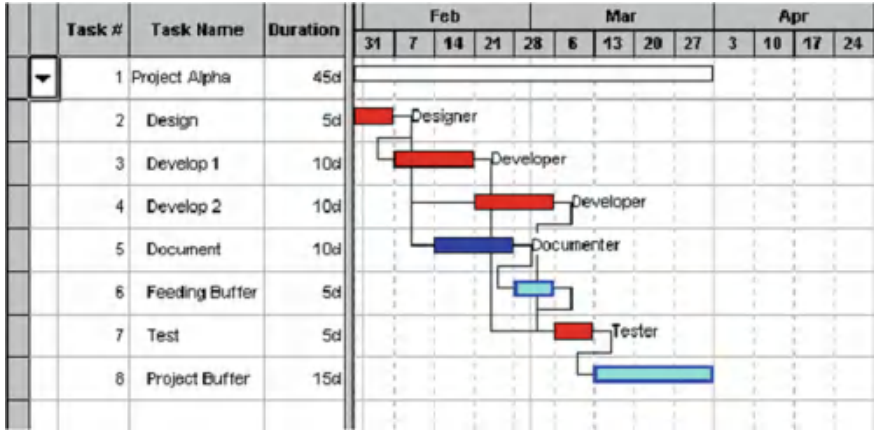 Feb Mar Apr
Task # Task Name Duration
31 7 14 21 28 6 13 20 27 3 10 17 24
1 Project Alpha 45d
2 Design 5d Designer
3 Develop 1 10d Developer
4 Develop 2 10d Developer
5 Document 10d Documenter
6 Feeding Buffer 5d
7 Test 5d Tester
8 Project Buffer 15d